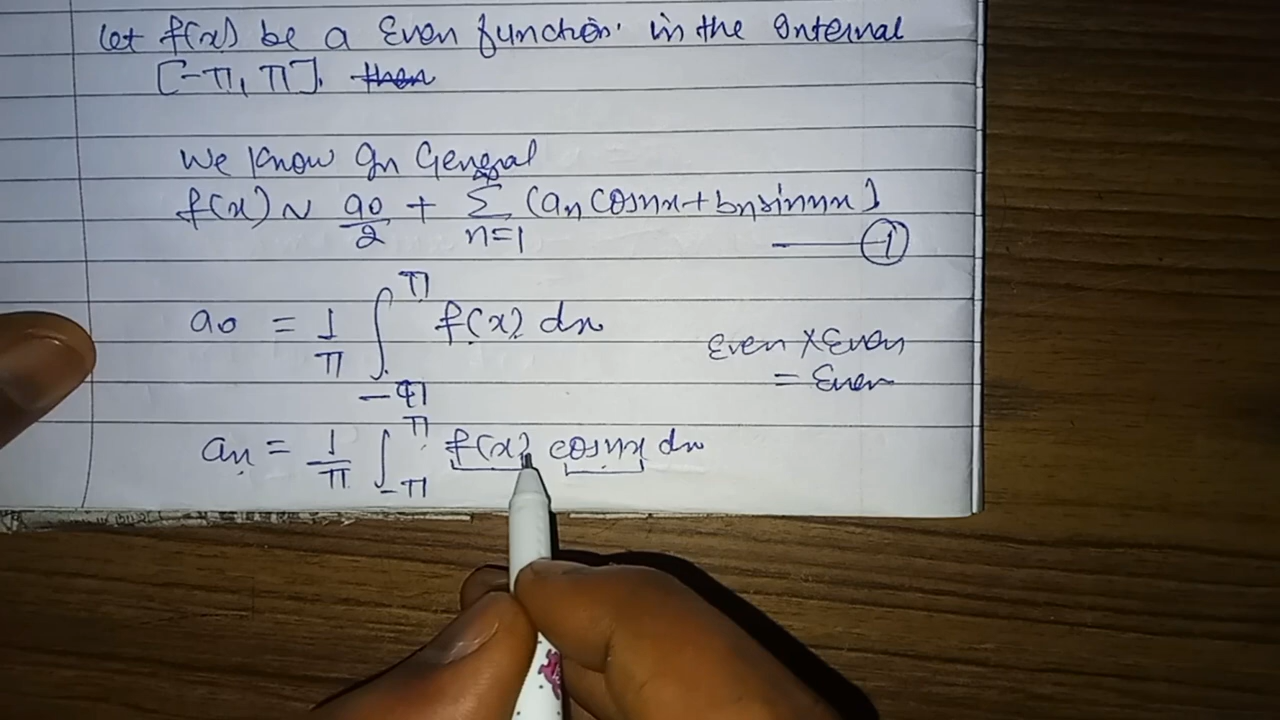 Let f(x) be a Even function. in the Internal
[-π, π]. then
We know In General
f(x) ~ a0/2 + ∞ Σ n=1 (an cosnx + bn sinnx)
— 1
a0 = 1/π ∫ π -π f(x) dx
Even × Even
= Even
an = 1/π ∫ π -π f(x) cosnx dx